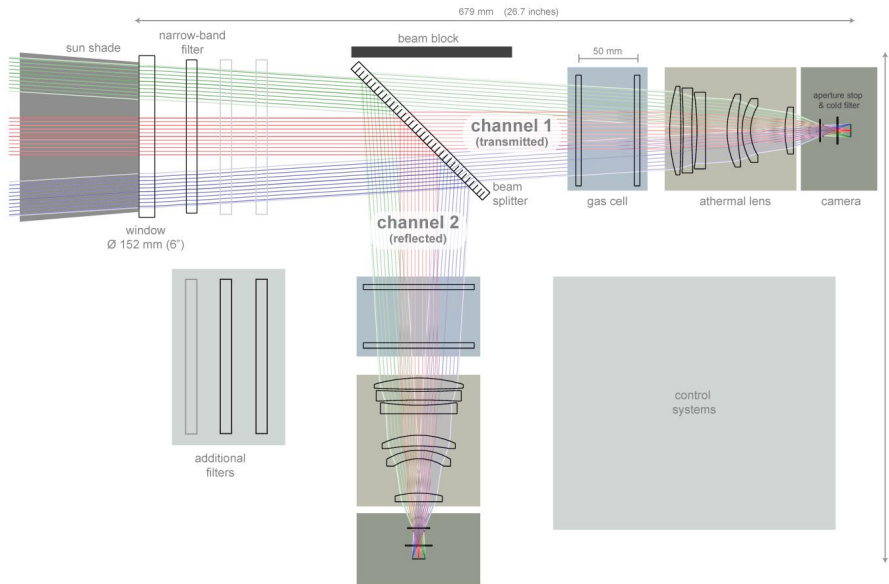 679 mm (26.7 inches)
sun shade
narrow-band
filter
beam block
50 mm
aperture stop
& cold filter
channel 1
(transmitted)
beam
splitter
gas cell
athermal lens
camera
window
Ø 152 mm (6")
channel 2
(reflected)
additional
filters
control
systems